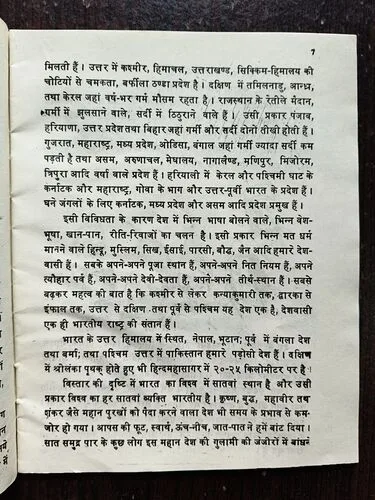 7
मिलती हैं । उत्तर में कश्मीर, हिमाचल, उत्तराखण्ड, सिक्किम-हिमालय की
चोटियों से चमकता, बर्फीला ठण्डा प्रदेश है । दक्षिण में तमिलनाडु, आन्ध्र,
तथा केरल जहां वर्ष-भर गर्म मौसम रहता है । राजस्थान के रेतीले मैदान,
गर्मी में झुलसाने वाले, सर्दी में ठिठुराने वाले हैं । उसी प्रकार पंजाब,
हरियाणा, उत्तर प्रदेश तथा बिहार जहां गर्मी और सर्दी दोनों तीखी होती हैं ।
गुजरात, महाराष्ट्र, मध्य प्रदेश, ओडिसा, बंगाल जहां गर्मी ज्यादा सर्दी कम
पड़ती है तथा असम, अरुणाचल, मेघालय, नागालैण्ड, मणिपुर, मिजोरम,
त्रिपुरा आदि वर्षा वाले प्रदेश हैं । हरियाली में केरल और पश्चिमी घाट के
कर्नाटक और महाराष्ट्र, गोवा के भाग और उत्तर-पूर्वी भारत के प्रदेश हैं ।
घने जंगलों के लिए कर्नाटक, मध्य प्रदेश और असम आदि प्रदेश प्रमुख हैं ।
इसी विविधता के कारण देश में भिन्न भाषा बोलने वाले, भिन्न वेश-
भूषा, खान-पान, रीति-रिवाजों का चलन है । इसी प्रकार भिन्न मत धर्म
मानने वाले हिन्दू, मुस्लिम, सिख, ईसाई, पारसी, बौद्ध, जैन आदि हमारे देश-
वासी हैं । सबके अपने-अपने पूजा स्थान हैं, अपने-अपने नित नियम हैं, अपने
त्यौहार पर्व हैं, अपने-अपने देवी-देवता हैं, अपने-अपने तीर्थ-स्थान हैं । सबसे
बढ़कर महत्व की बात है कि कश्मीर से लेकर कन्याकुमारी तक, द्वारका से
इंफाल तक, उत्तर से दक्षिण तथा पूर्व से पश्चिम यह देश एक है, देशवासी
एक ही भारतीय राष्ट्र की संतान हैं ।
भारत के उत्तर हिमालय में स्थित, नेपाल, भूटान; पूर्व में बंगला देश
तथा बर्मा; तथा पश्चिम उत्तर में पाकिस्तान हमारे पड़ोसी देश हैं । दक्षिण
में श्रीलंका पृथक होते हुए भी हिन्दमहासागर में २०-२५ किलोमीटर पर है ।
विस्तार की दृष्टि में भारत का विश्व में सातवां स्थान है और उसी
प्रकार विश्व का हर सातवां व्यक्ति भारतीय है । कृष्ण, बुद्ध, महावीर तथा
शंकर जैसे महान पुरखों को पैदा करने वाला देश भी समय के प्रभाव से कम-
जोर हो गया । आपस की फूट, स्वार्थ, ऊंच-नीच, जात-पात ने हमें बांट दिया ।
सात समुद्र पार के कुछ लोग इस महान देश की गुलामी की जंजीरों में बांधने